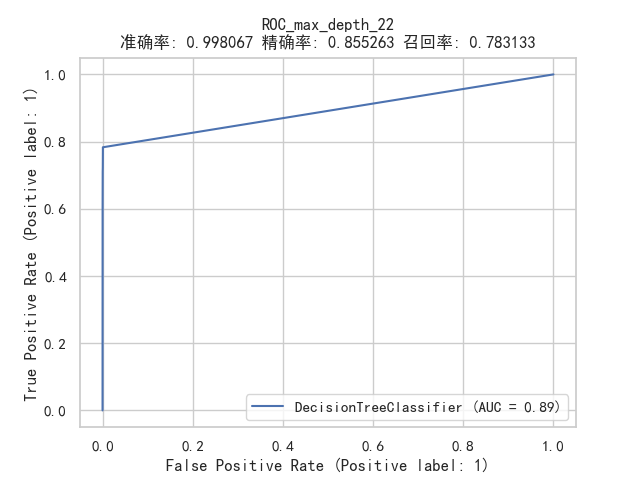 ROC_max_depth_22
准确率: 0.998067 精确率: 0.855263 召回率: 0.783133
1.0
0.8
0.6
0.4
0.2
0.0
True Positive Rate (Positive label: 1)
DecisionTreeClassifier (AUC = 0.89)
0.0 0.2 0.4 0.6 0.8 1.0
False Positive Rate (Positive label: 1)